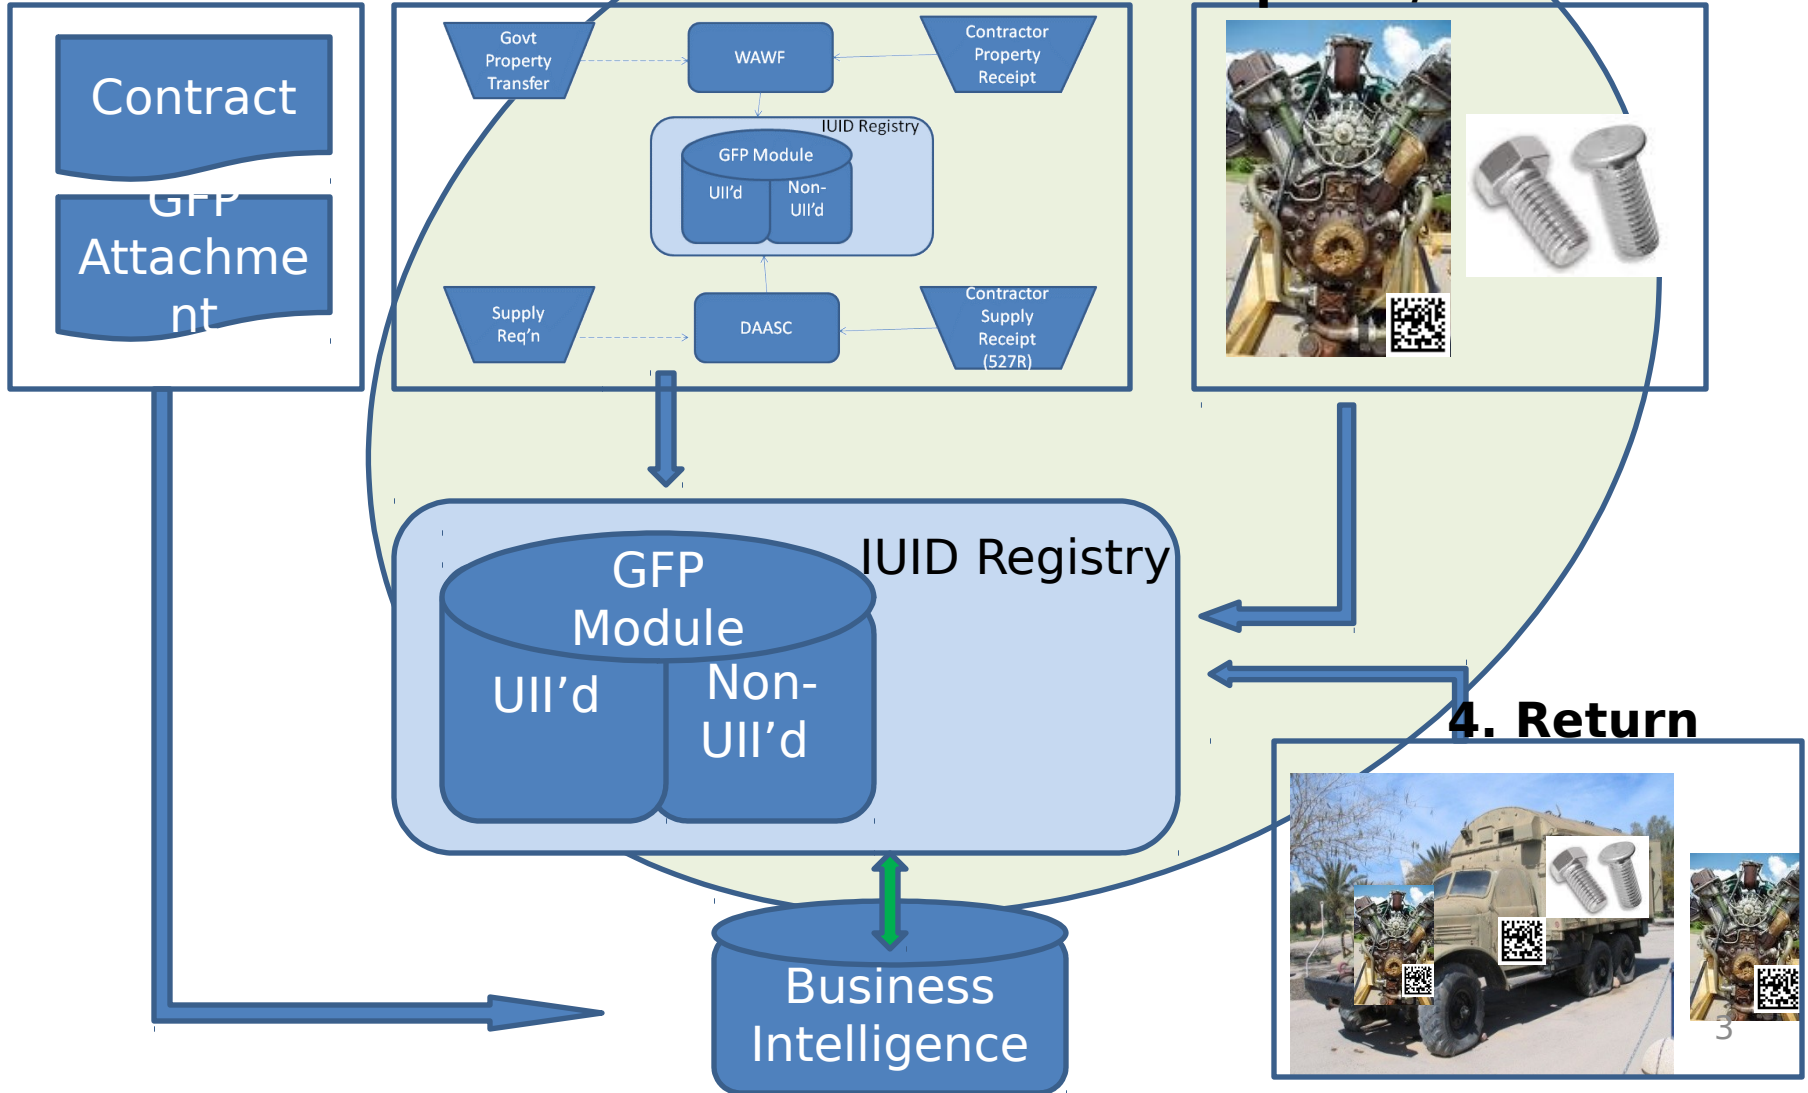 Contract
GFP
Attachme
nt
Govt
Property
Transfer
WAWF
Contractor
Property
Receipt
IUID Registry
GFP Module
UII’d
Non-
UII’d
Supply
Req’n
DAASC
Contractor
Supply
Receipt
(527R)
IUID Registry
GFP
Module
UII’d
Non-
UII’d
4. Return
Business
Intelligence
3